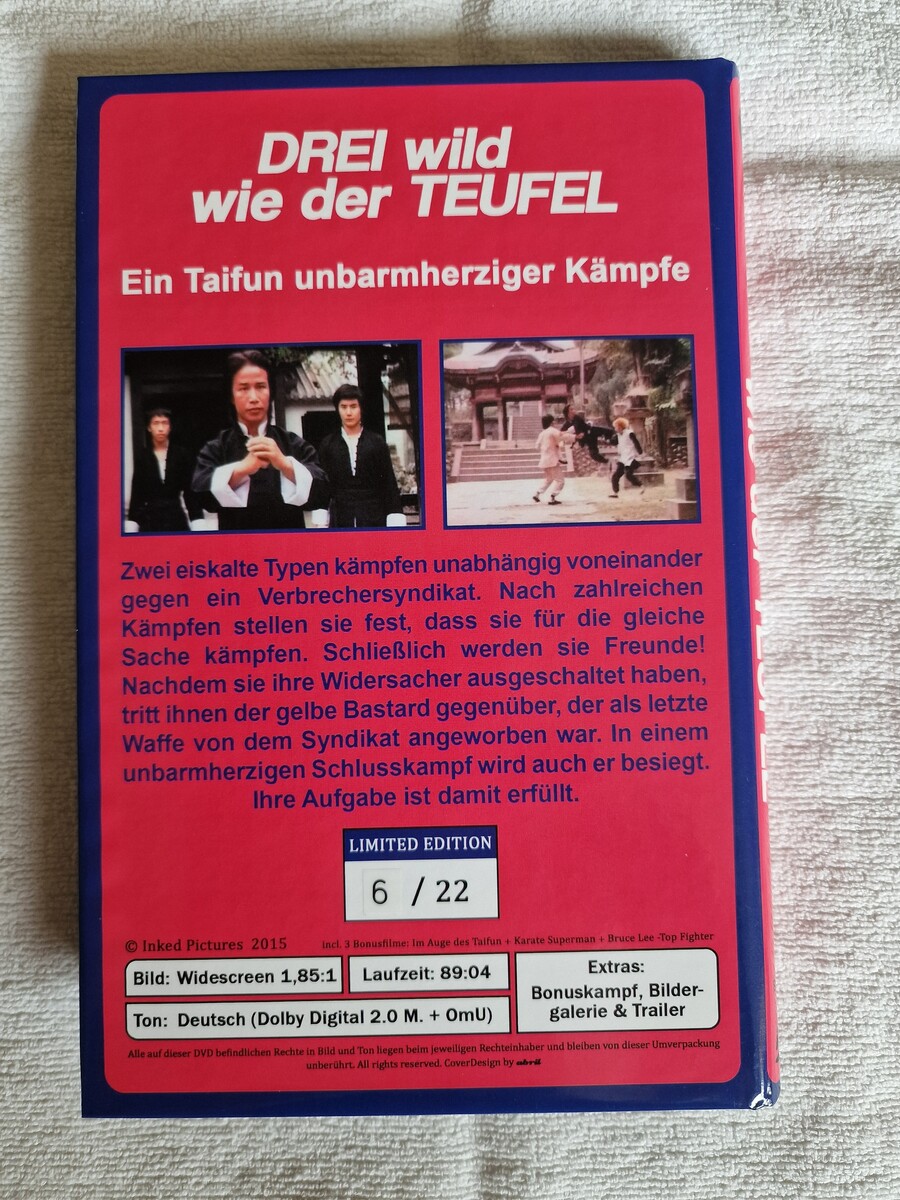 DREI wild
wie der TEUFEL
Ein Taifun unbarmherziger Kämpfe
Zwei eiskalte Typen kämpfen unabhängig voneinander
gegen ein Verbrechersyndikat. Nach zahlreichen
Kämpfen stellen sie fest, dass sie für die gleiche
Sache kämpfen. Schließlich werden sie Freunde!
Nachdem sie ihre Widersacher ausgeschaltet haben,
tritt ihnen der gelbe Bastard gegenüber, der als letzte
Waffe von dem Syndikat angeworben war. In einem
unbarmherzigen Schlusskampf wird auch er besiegt.
Ihre Aufgabe ist damit erfüllt.
LIMITED EDITION
6 / 22
© Inked Pictures 2015
incl. 3 Bonusfilme: Im Auge des Taifun + Karate Superman + Bruce Lee -Top Fighter
Bild: Widescreen 1,85:1
Laufzeit: 89:04
Extras:
Bonuskampf, Bilder-
galerie & Trailer
Ton: Deutsch (Dolby Digital 2.0 M. + OmU)
Alle auf dieser DVD befindlichen Rechte in Bild und Ton liegen beim jeweiligen Rechteinhaber und bleiben von dieser Umverpackung
unberührt. All rights reserved. CoverDesign by